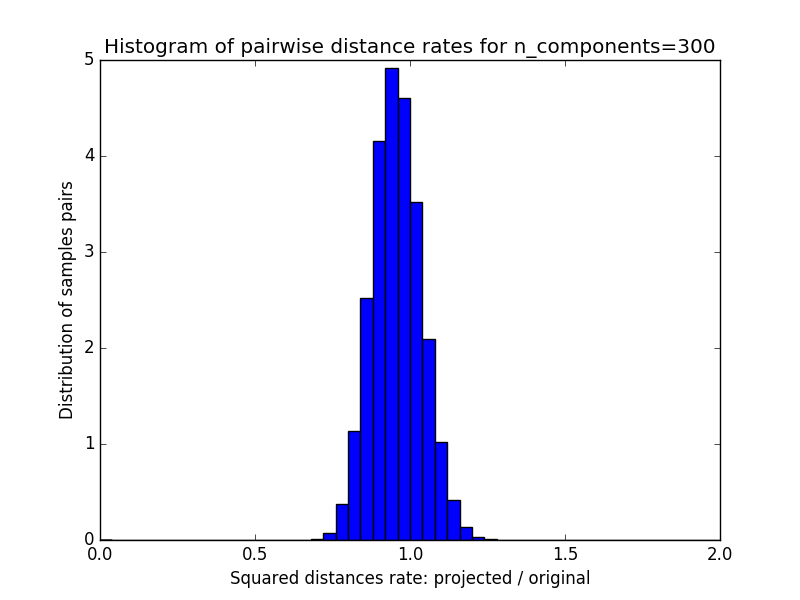 Histogram of pairwise distance rates for n_components=300
5
4
3
2
1
0
0.0 0.5 1.0 1.5 2.0
Distribution of samples pairs
Squared distances rate: projected / original